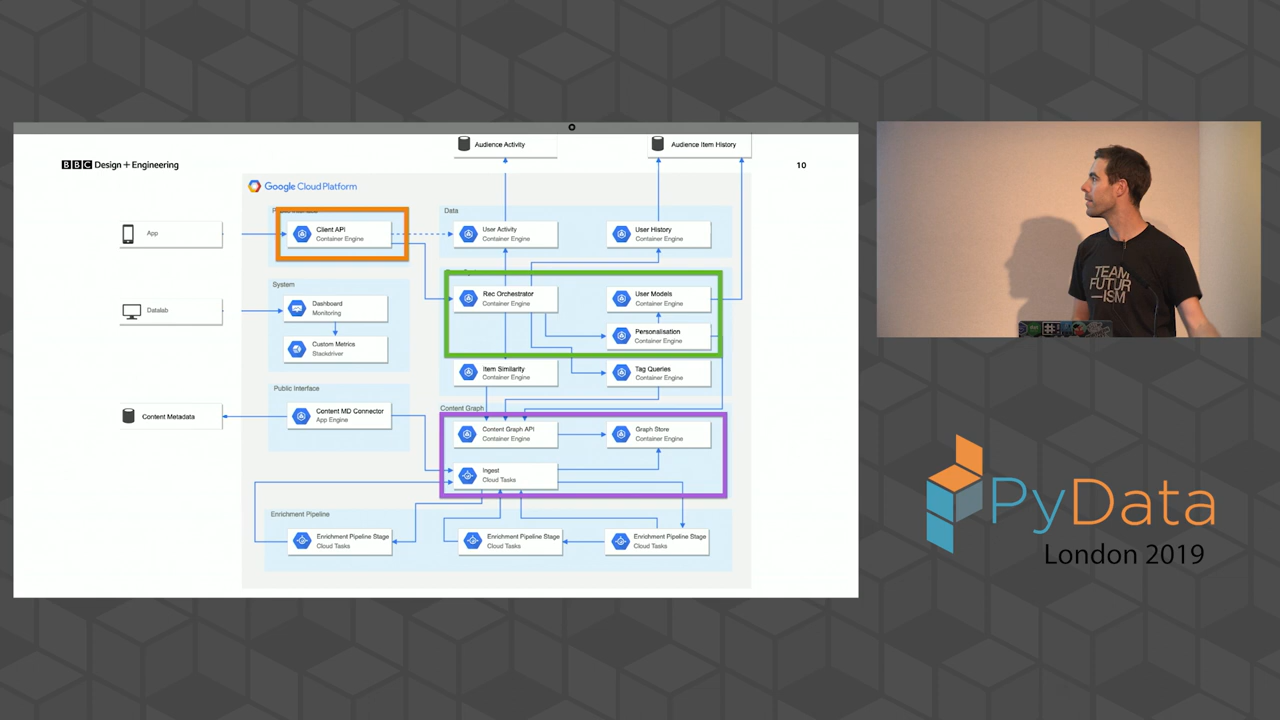 Audience Activity
Audience Item History
BBC Design+Engineering
10
Google Cloud Platform
Data
App
Client API
Container Engine
User Activity
Container Engine
User History
Container Engine
System
Datalab
Dashboard
Monitoring
Rec Orchestrator
Container Engine
User Models
Container Engine
Custom Metrics
Stackdriver
Personalisation
Container Engine
Item Similarity
Container Engine
Tag Queries
Container Engine
Public Interface
Content Graph
Content Metadata
Content MD Connector
App Engine
Content Graph API
Container Engine
Graph Store
Container Engine
Ingest
Cloud Tasks
Enrichment Pipeline
Enrichment Pipeline Stage
Cloud Tasks
Enrichment Pipeline Stage
Cloud Tasks
Enrichment Pipeline Stage
Cloud Tasks
TEAM
FUTUR
-ISM
PyData
London 2019